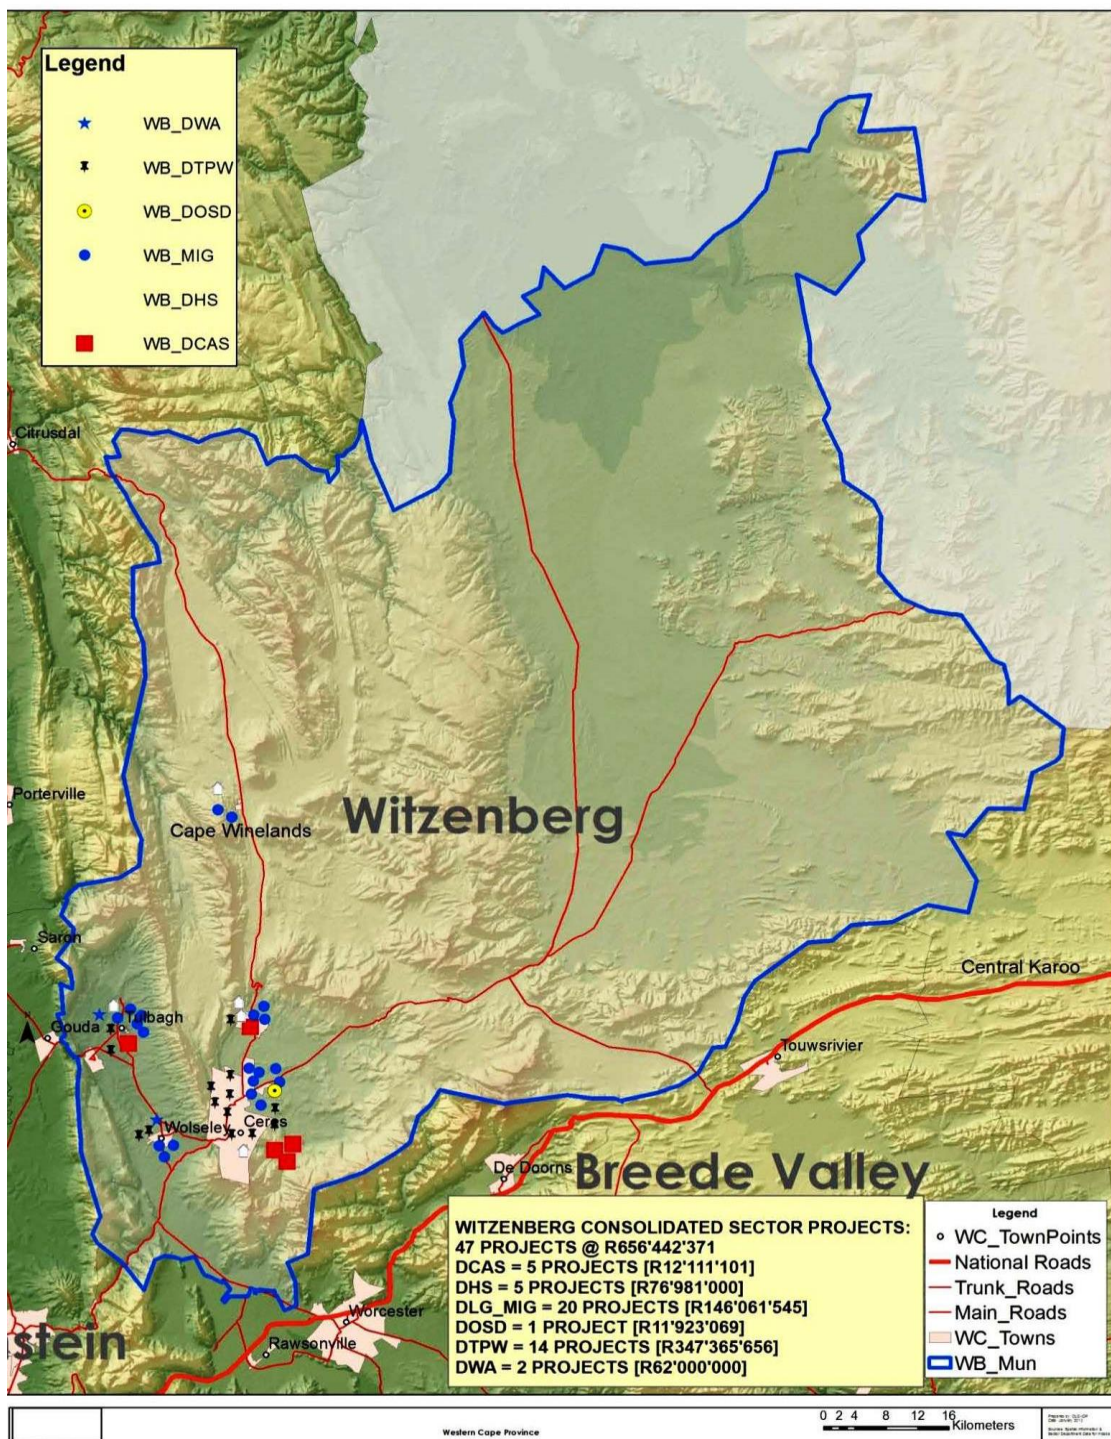 Legend
WB_DWA
WB_DTPW
WB_DOSD
WB_MIG
WB_DHS
WB_DCAS
Citrusdal
Porterville
Cape Winelands
Witzenberg
Saron
Central Karoo
Gouda
Tulbagh
Touwsrivier
Wolseley
Ceres
De Doorns
Breede Valley
WITZENBERG CONSOLIDATED SECTOR PROJECTS:
47 PROJECTS @ R656'442'371
DCAS = 5 PROJECTS [R12'111'101]
DHS = 5 PROJECTS [R76'981'000]
DLG_MIG = 20 PROJECTS [R146'061'545]
DOSD = 1 PROJECT [R11'923'069]
DTPW = 14 PROJECTS [R347'365'656]
DWA = 2 PROJECTS [R62'000'000]
Legend
WC_TownPoints
National Roads
Trunk_Roads
Main_Roads
WC_Towns
WB_Mun
Worcester
Rawsonville
stein
0 2 4 8 12 16
Kilometers
Western Cape Province